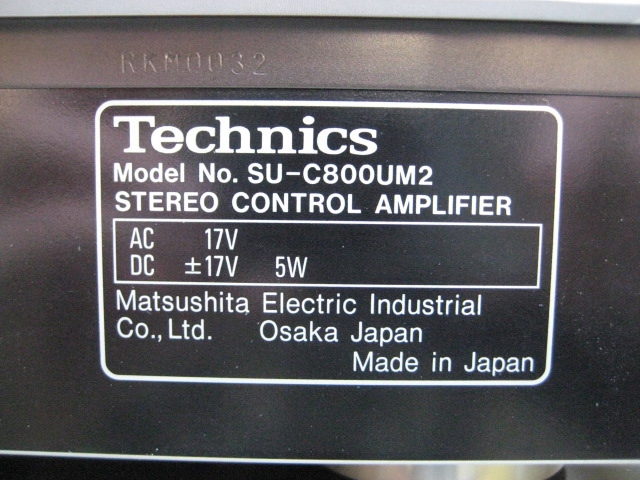 RKM0032
Technics
Model No. SU-C800UM2
STEREO CONTROL AMPLIFIER
AC 17V
DC ±17V 5W
Matsushita Electric Industrial
Co., Ltd. Osaka Japan
Made in Japan